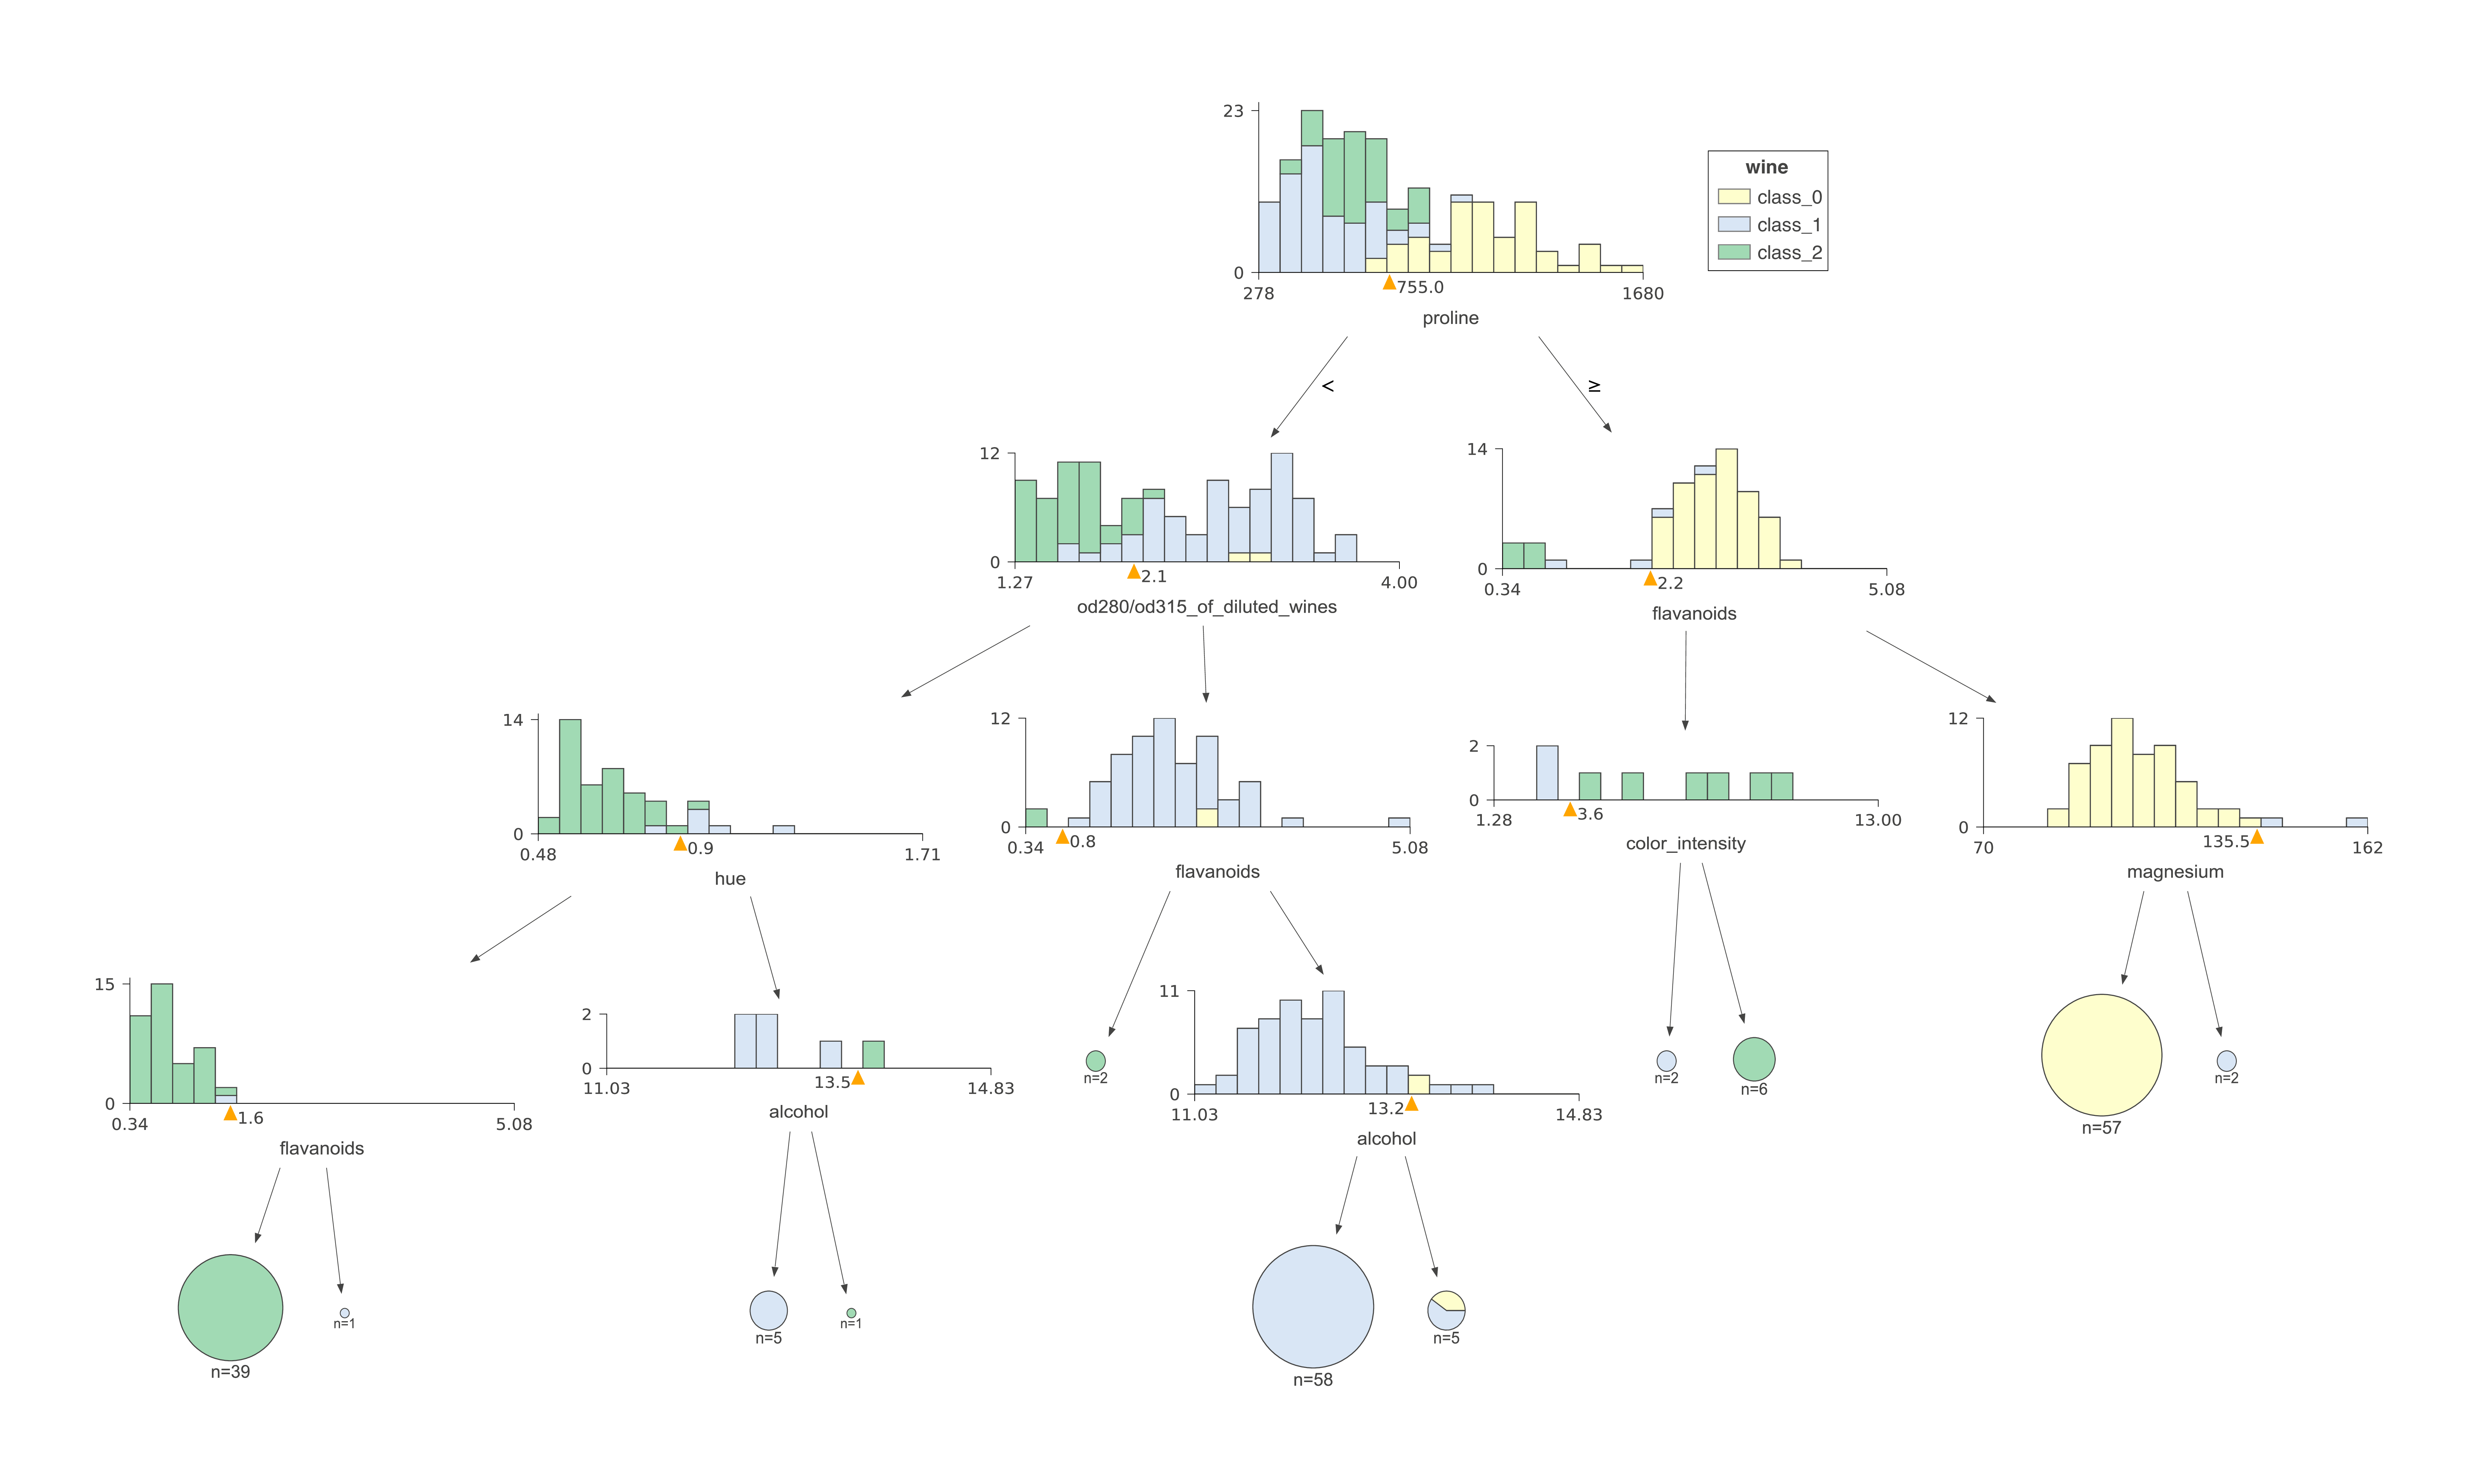 23
0
278
755.0
1680
proline
wine
class_0
class_1
class_2
<
≥
12
0
1.27
2.1
4.00
od280/od315_of_diluted_wines
14
0
0.34
2.2
5.08
flavanoids
14
0
0.48
0.9
1.71
hue
12
0
0.34
0.8
5.08
flavanoids
2
0
1.28
3.6
13.00
color_intensity
12
0
70
135.5
162
magnesium
15
0
0.34
1.6
5.08
flavanoids
2
0
11.03
13.5
14.83
alcohol
n=2
11
0
11.03
13.2
14.83
alcohol
n=2
n=6
n=57
n=2
n=39
n=1
n=5
n=1
n=58
n=5